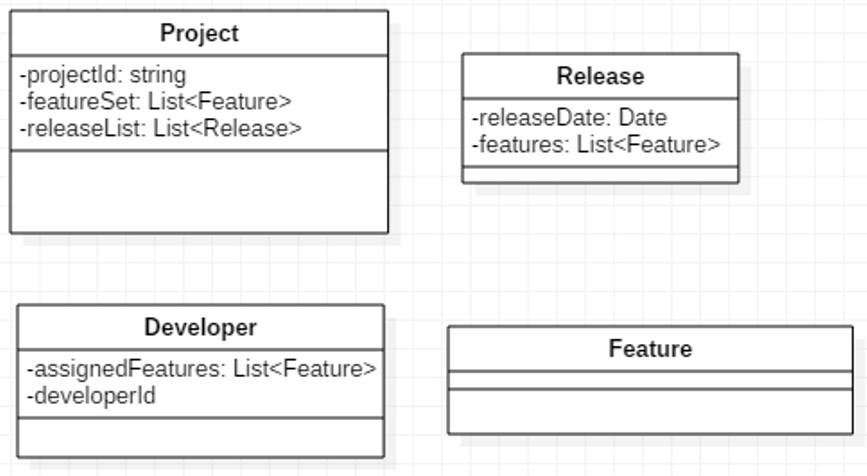 Project
-projectId: string
-featureSet: List<Feature>
-releaseList: List<Release>
Release
-releaseDate: Date
-features: List<Feature>
Developer
-assignedFeatures: List<Feature>
-developerId
Feature